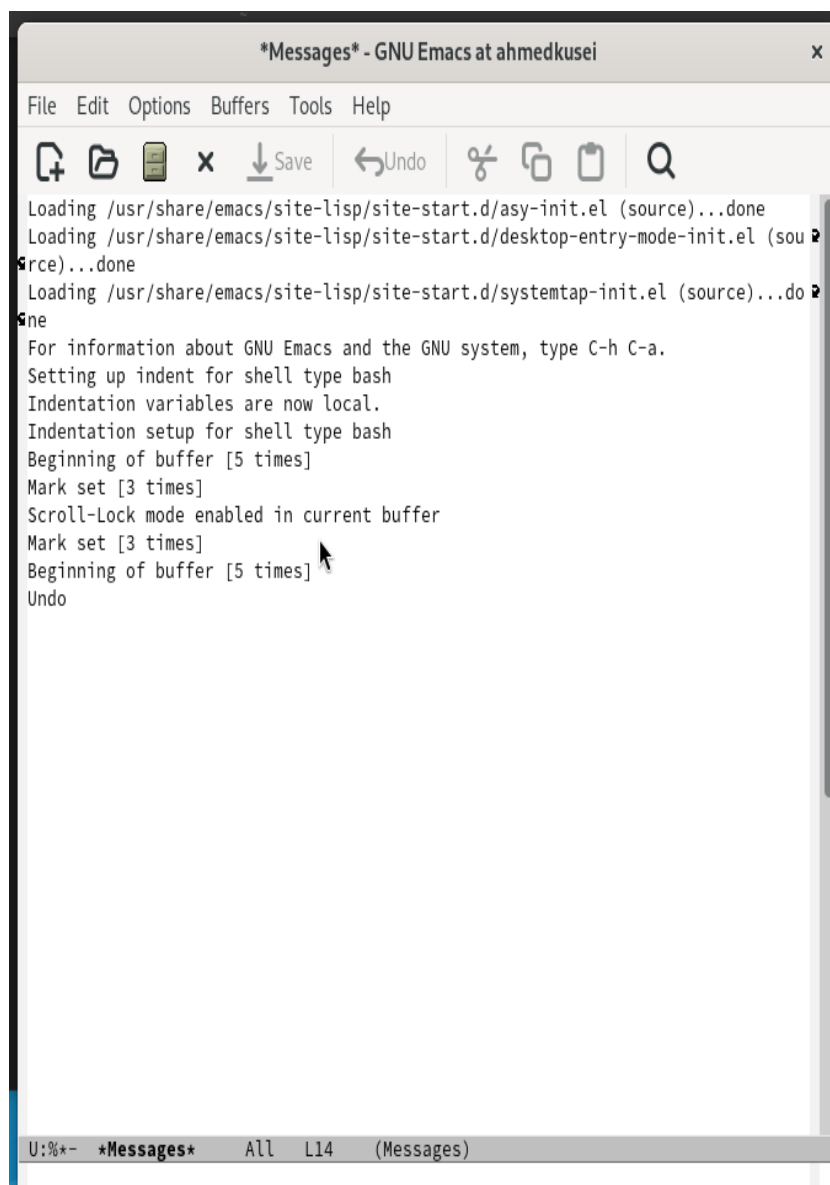 *Messages* - GNU Emacs at ahmedkusei
File Edit Options Buffers Tools Help
Save Undo
Loading /usr/share/emacs/site-lisp/site-start.d/asy-init.el (source)...done
Loading /usr/share/emacs/site-lisp/site-start.d/desktop-entry-mode-init.el (sou
rce)...done
Loading /usr/share/emacs/site-lisp/site-start.d/systemtap-init.el (source)...do
ne
For information about GNU Emacs and the GNU system, type C-h C-a.
Setting up indent for shell type bash
Indentation variables are now local.
Indentation setup for shell type bash
Beginning of buffer [5 times]
Mark set [3 times]
Scroll-Lock mode enabled in current buffer
Mark set [3 times]
Beginning of buffer [5 times]
Undo
U:%*- *Messages* All L14 (Messages)